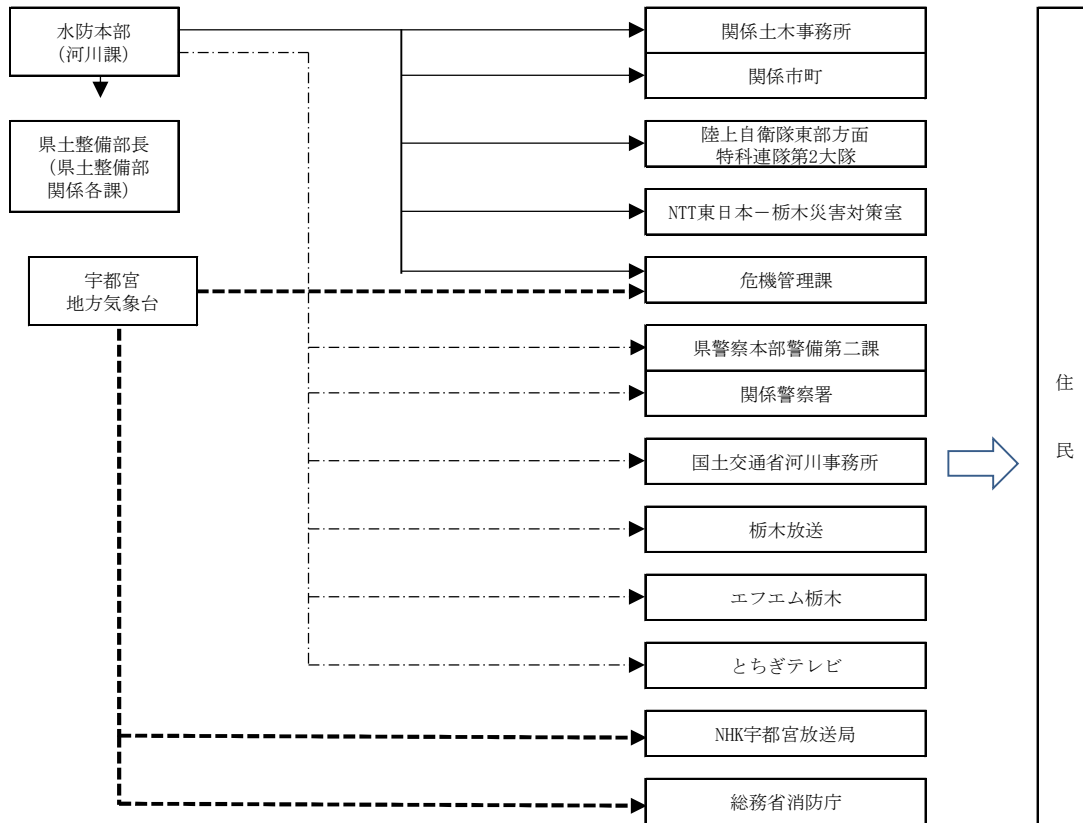 水防本部
(河川課)
県土整備部長
(県土整備部
関係各課)
宇都宮
地方気象台
関係土木事務所
関係市町
陸上自衛隊東部方面
特科連隊第2大隊
NTT東日本－栃木災害対策室
危機管理課
県警察本部警備第二課
関係警察署
国土交通省河川事務所
栃木放送
エフエム栃木
とちぎテレビ
NHK宇都宮放送局
総務省消防庁
住
民